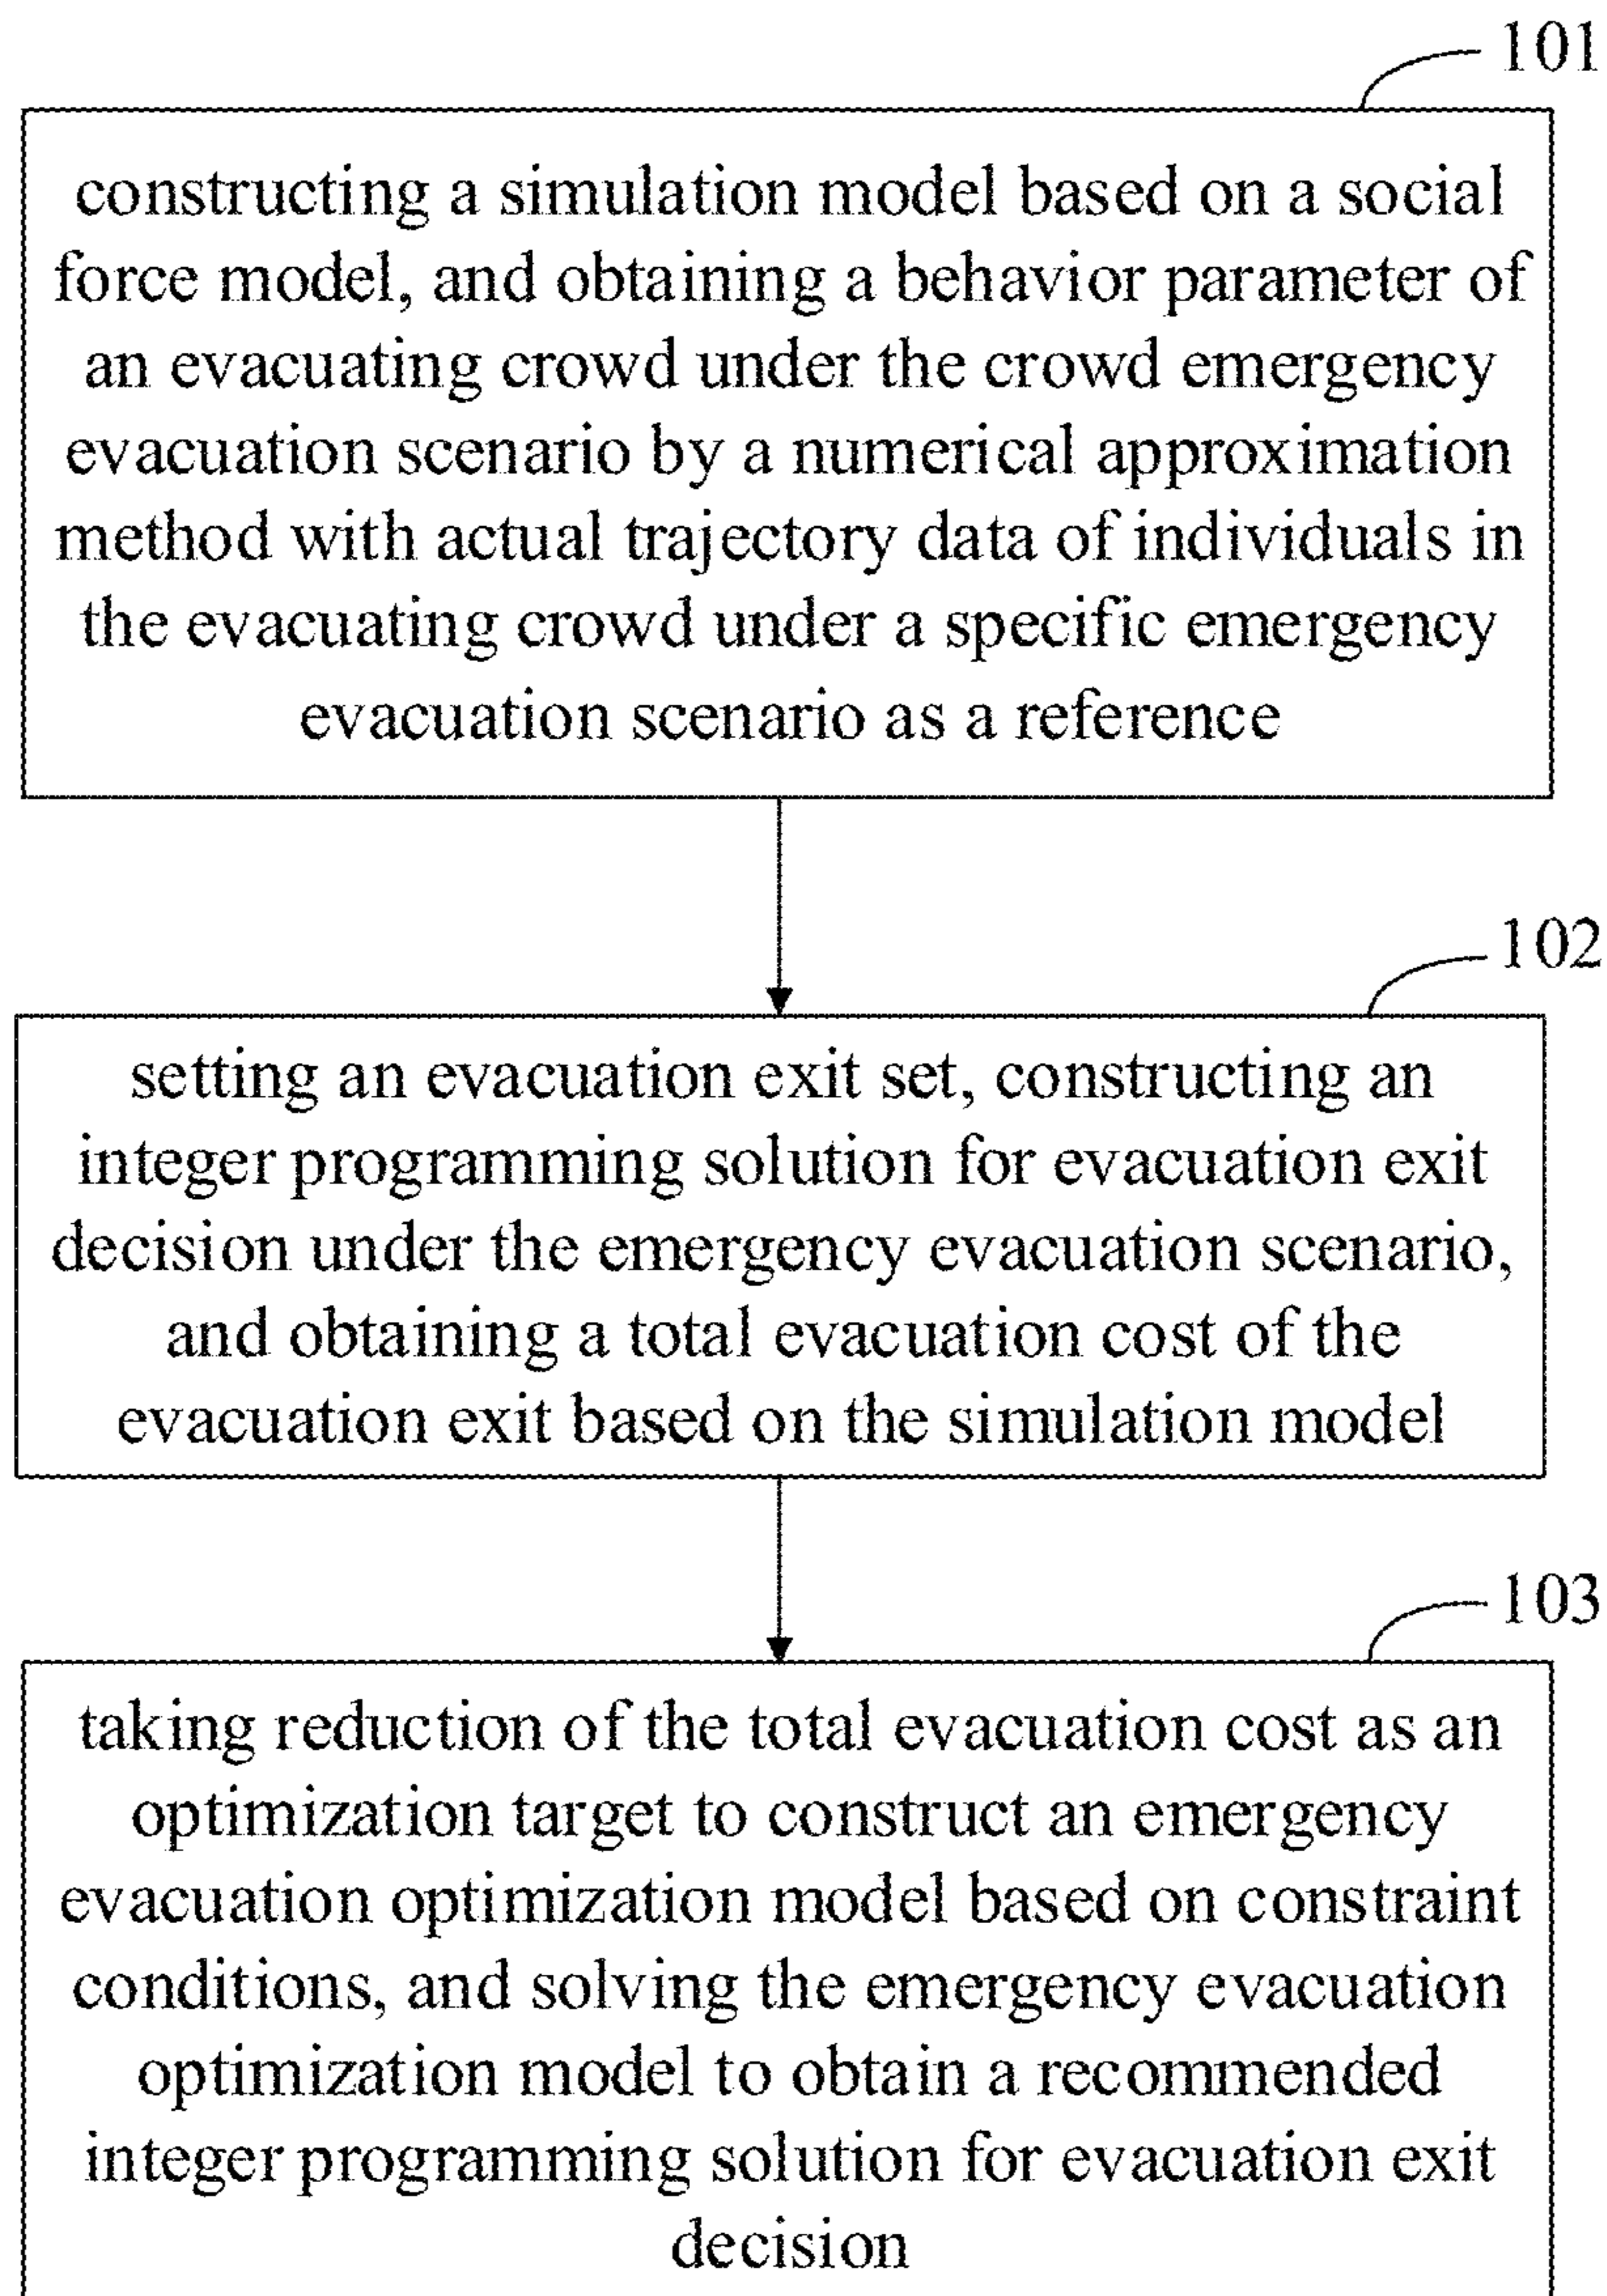 101
constructing a simulation model based on a social
force model, and obtaining a behavior parameter of
an evacuating crowd under the crowd emergency
evacuation scenario by a numerical approximation
method with actual trajectory data of individuals in
the evacuating crowd under a specific emergency
evacuation scenario as a reference
102
setting an evacuation exit set, constructing an
integer programming solution for evacuation exit
decision under the emergency evacuation scenario,
and obtaining a total evacuation cost of the
evacuation exit based on the simulation model
103
taking reduction of the total evacuation cost as an
optimization target to construct an emergency
evacuation optimization model based on constraint
conditions, and solving the emergency evacuation
optimization model to obtain a recommended
integer programming solution for evacuation exit
decision